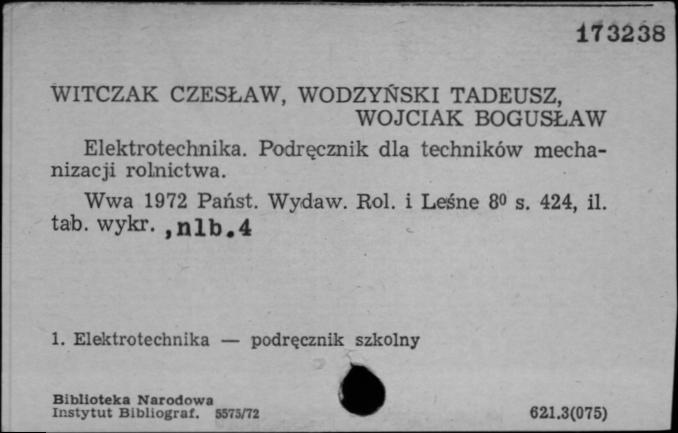 173238
WITCZAK CZESŁAW, WODZYŃSKI TADEUSZ,
WOJCIAK BOGUSŁAW
Elektrotechnika. Podręcznik dla techników mecha-
nizacji rolnictwa.
Wwa 1972 Państ. Wydaw. Rol. i Leśne 8⁰ s. 424, il.
tab. wykr. ,nlb.4
1. Elektrotechnika — podręcznik szkolny
Biblioteka Narodowa
Instytut Bibliograf. 5575/72
621.3(075)